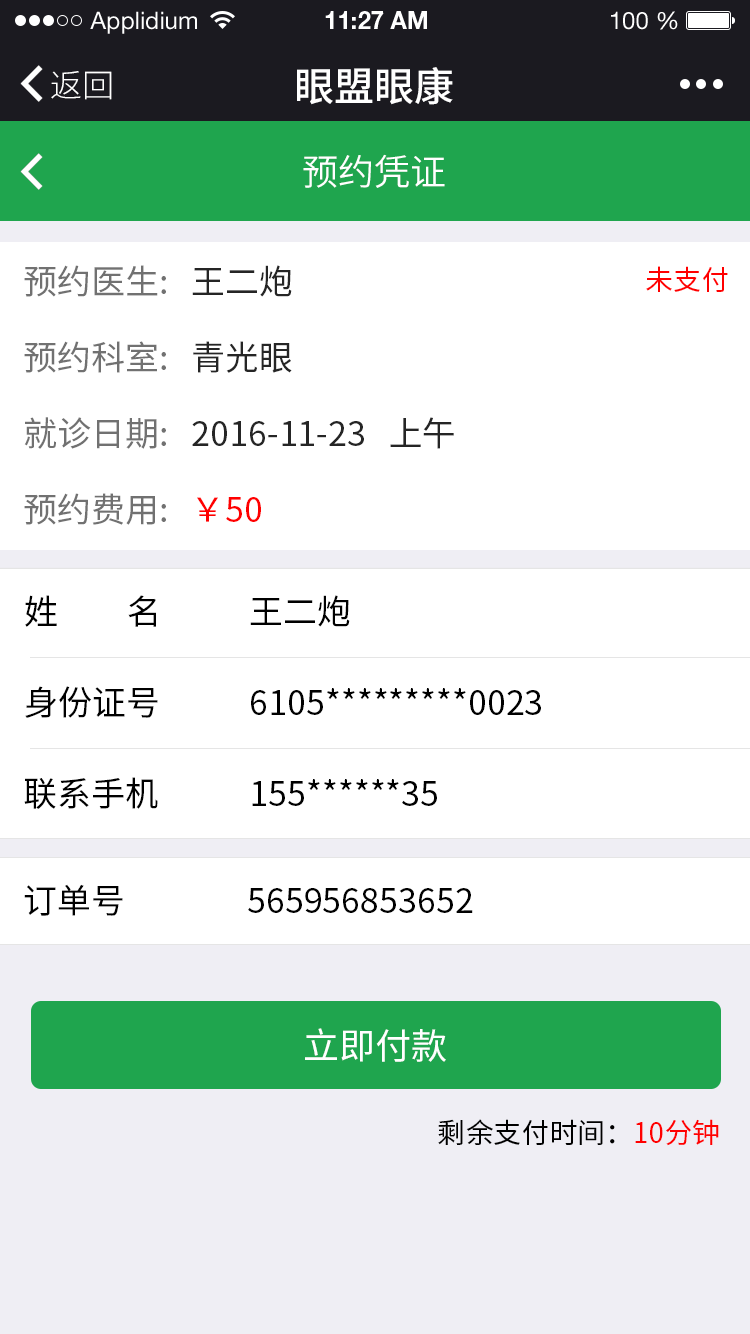 ●●●○○ Applidium 11:27 AM 100 %
返回 眼盟眼康 •••
预约凭证
预约医生: 王二炮 未支付
预约科室: 青光眼
就诊日期: 2016-11-23 上午
预约费用: ￥50
姓 名 王二炮
身份证号 6105*********0023
联系手机 155******35
订单号 565956853652
立即付款
剩余支付时间：10分钟